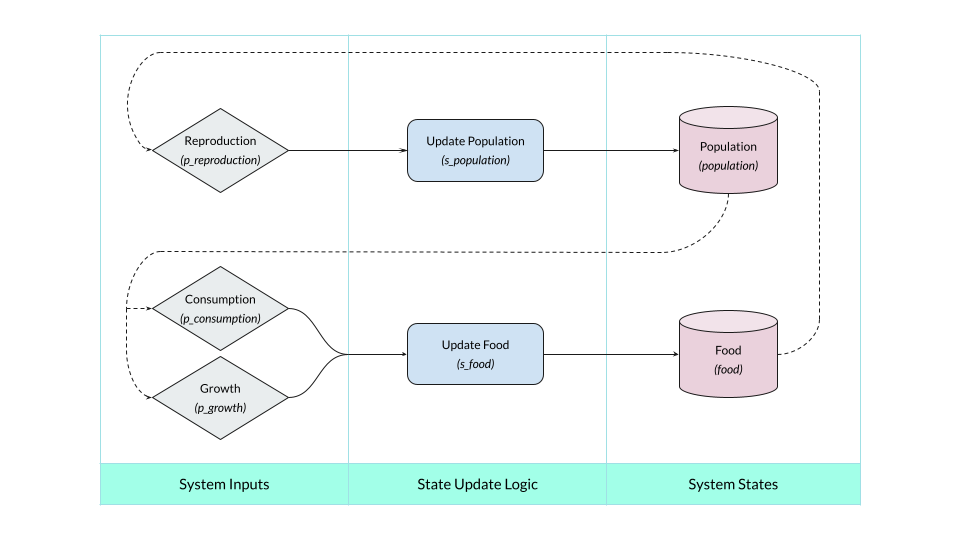 Reproduction
(p_reproduction)
Update Population
(s_population)
Population
(population)
Consumption
(p_consumption)
Growth
(p_growth)
Update Food
(s_food)
Food
(food)
System Inputs
State Update Logic
System States